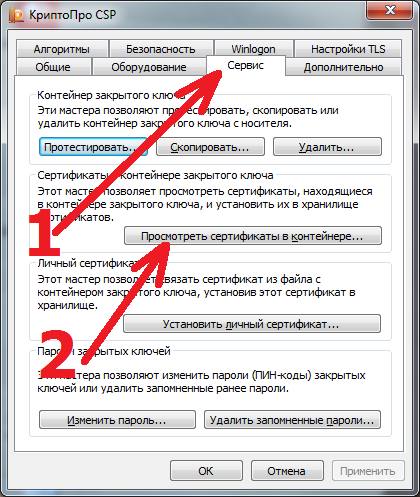 КриптоПро CSP
Алгоритмы Безопасность Winlogon Настройки TLS
Общие Оборудование Сервис Дополнительно
Контейнер закрытого ключа
Эти мастера позволяют протестировать, скопировать или
удалить контейнер закрытого ключа с носителя.
Протестировать... Скопировать... Удалить...
Сертификаты в контейнере закрытого ключа
Этот мастер позволяет просмотреть сертификаты, находящиеся
в контейнере закрытого ключа, и установить их в хранилище
сертификатов.
1
Просмотреть сертификаты в контейнере...
Личный сертификат
Этот мастер позволяет связать сертификат из файла с
контейнером закрытого ключа, установив этот сертификат в
хранилище.
2
Установить личный сертификат...
Пароли закрытых ключей
Эти мастера позволяют изменить пароли (ПИН-коды) закрытых
ключей или удалить запомненные ранее пароли.
Изменить пароль... Удалить запомненные пароли...
ОК Отмена Применить